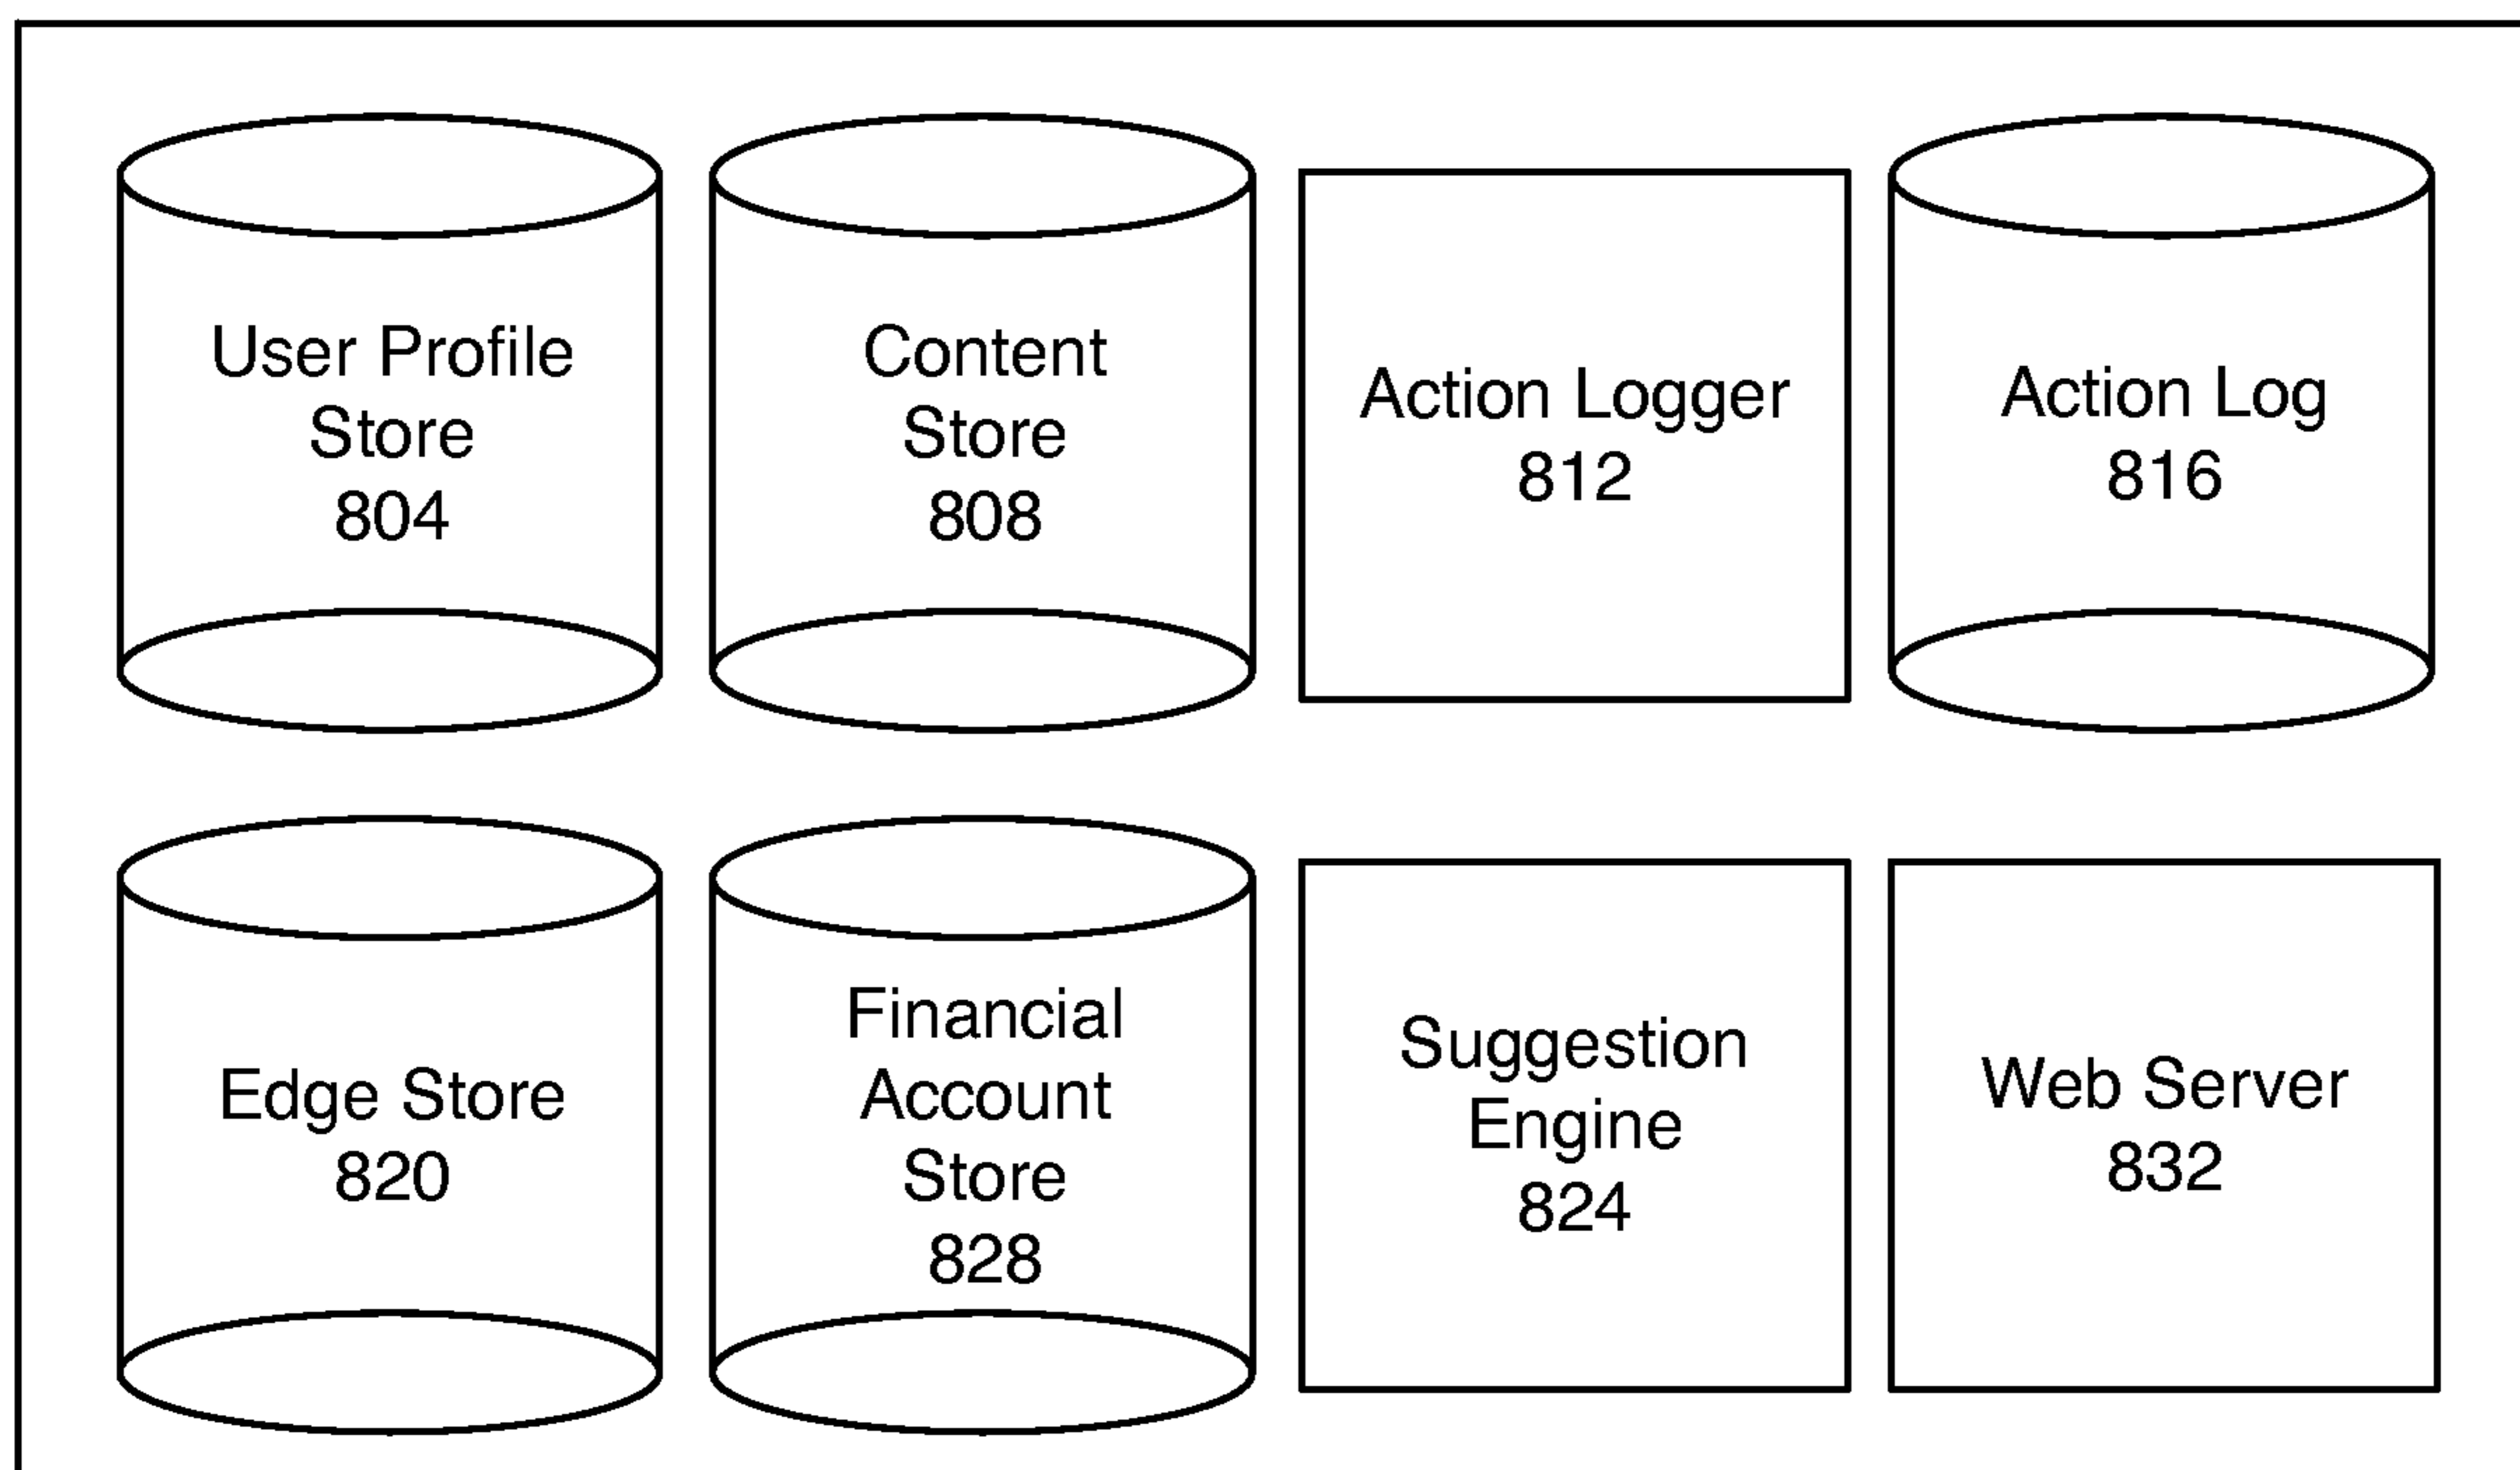 User Profile
Store
804
Content
Store
808
Action Logger
812
Action Log
816
Edge Store
820
Financial
Account
Store
828
Suggestion
Engine
824
Web Server
832